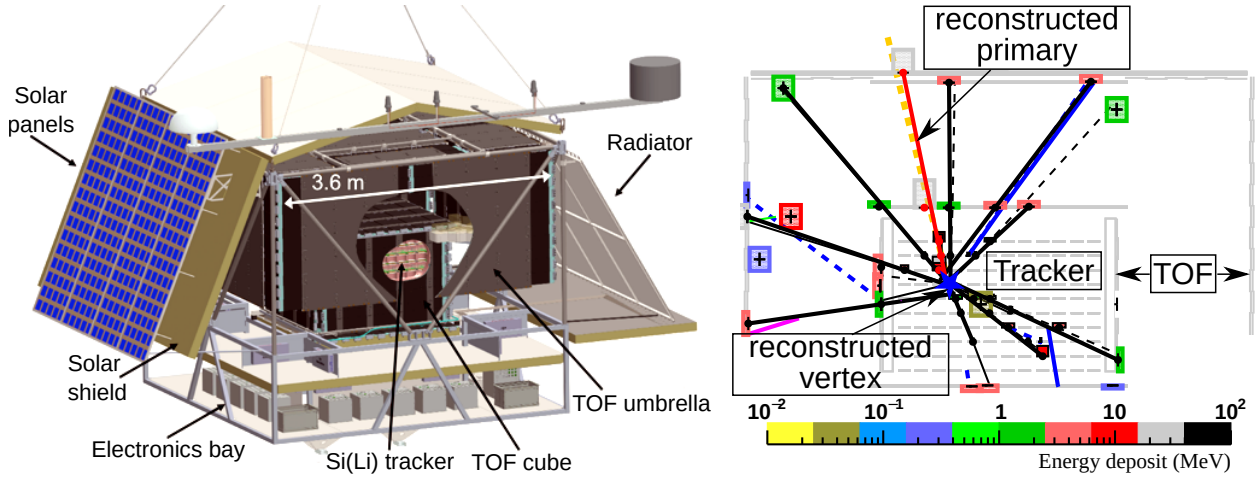 Solar
panels
3.6 m
Radiator
Solar
shield
Electronics bay
Si(Li) tracker
TOF cube
TOF umbrella
reconstructed
primary
Tracker
TOF
reconstructed
vertex
10⁻² 10⁻¹ 1 10 10²
Energy deposit (MeV)